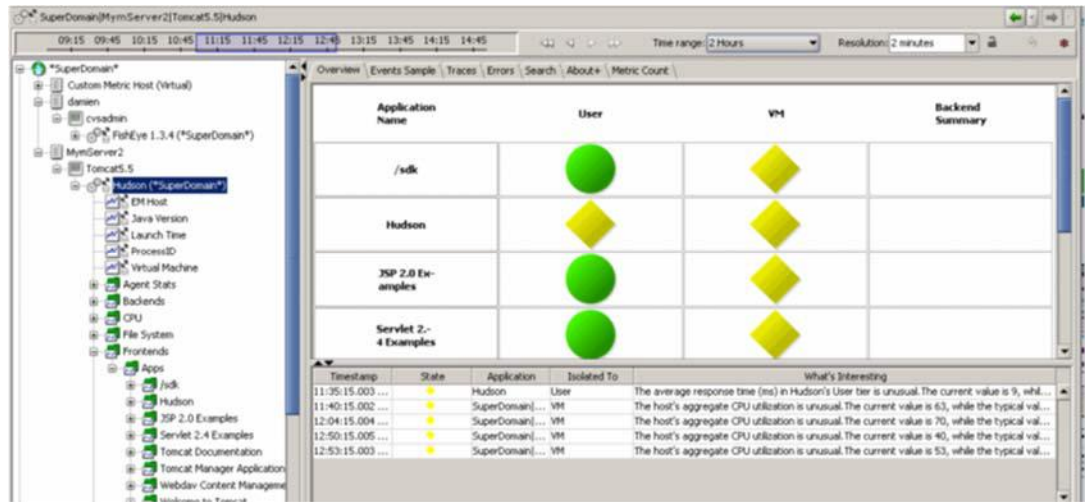 SuperDomain|MymServer2|Tomcat5.5|Hudson
09:15 09:45 10:15 10:45 11:15 11:45 12:15 12:45 13:15 13:45 14:15 14:45
Time range: 2 Hours
Resolution: 2 minutes
*SuperDomain*
Custom Metric Host (Virtual)
damien
cvsadmin
FishEye 1.3.4 (*SuperDomain*)
MymServer2
Tomcat5.5
Hudson (*SuperDomain*)
EM Host
Java Version
Launch Time
ProcessID
Virtual Machine
Agent Stats
Backends
CPU
File System
Frontends
Apps
/sdk
Hudson
JSP 2.0 Examples
Servlet 2.4 Examples
Tomcat Documentation
Tomcat Manager Application
Webdav Content Manageme
Welcome to Tomcat
Overview Events Sample Traces Errors Search About+ Metric Count
Application Name User VM Backend Summary
/sdk
Hudson
JSP 2.0 Ex-
amples
Servlet 2.-
4 Examples
Timestamp State Application Isolated To What's Interesting
11:35:15.003 ... Hudson User The average response time (ms) in Hudson's User tier is unusual.The current value is 9, whil...
11:40:15.002 ... SuperDomain|... VM The host's aggregate CPU utilization is unusual.The current value is 63, while the typical val...
12:04:15.004 ... SuperDomain|... VM The host's aggregate CPU utilization is unusual.The current value is 70, while the typical val...
12:50:15.005 ... SuperDomain|... VM The host's aggregate CPU utilization is unusual.The current value is 40, while the typical val...
12:53:15.003 ... SuperDomain|... VM The host's aggregate CPU utilization is unusual.The current value is 53, while the typical val...